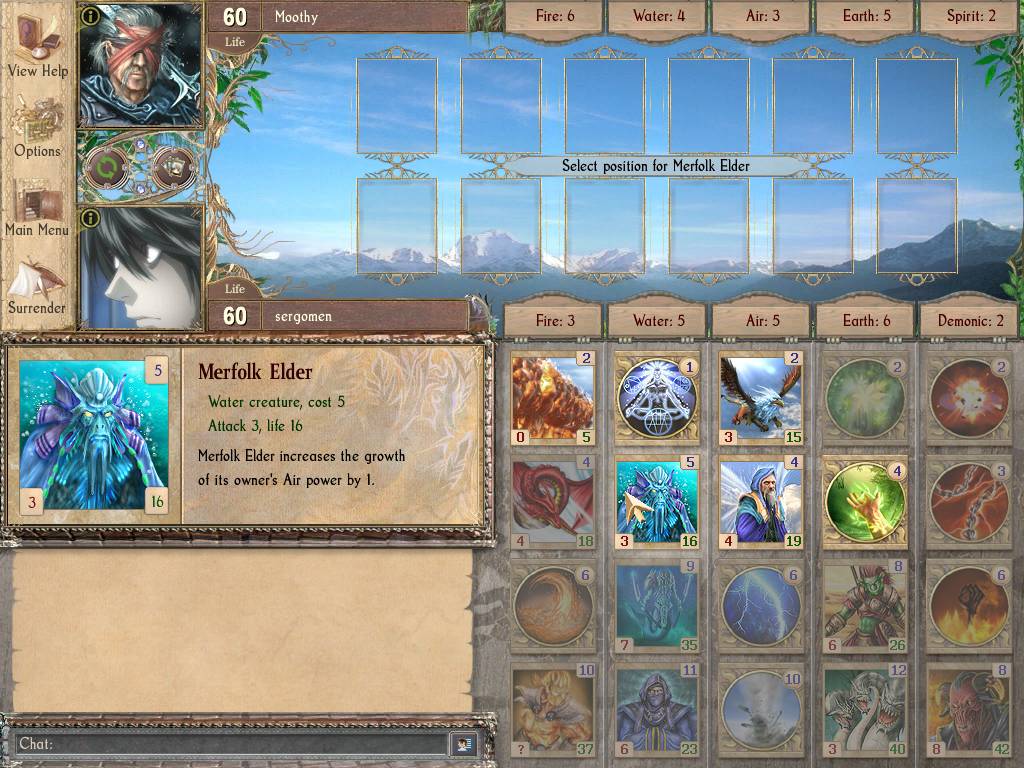 View Help
Options
Main Menu
Surrender
60
Life
Moothy
Fire: 6
Water: 4
Air: 3
Earth: 5
Spirit: 2
Select position for Merfolk Elder
Life
60
sergomen
Fire: 3
Water: 5
Air: 5
Earth: 6
Demonic: 2
5
3
16
Merfolk Elder
Water creature, cost 5
Attack 3, life 16
Merfolk Elder increases the growth
of its owner's Air power by 1.
2
0
5
1
2
3
15
2
2
4
4
18
5
3
16
4
4
19
4
3
6
9
7
35
6
8
6
26
6
10
?
37
11
6
23
10
12
3
40
8
8
42
Chat: